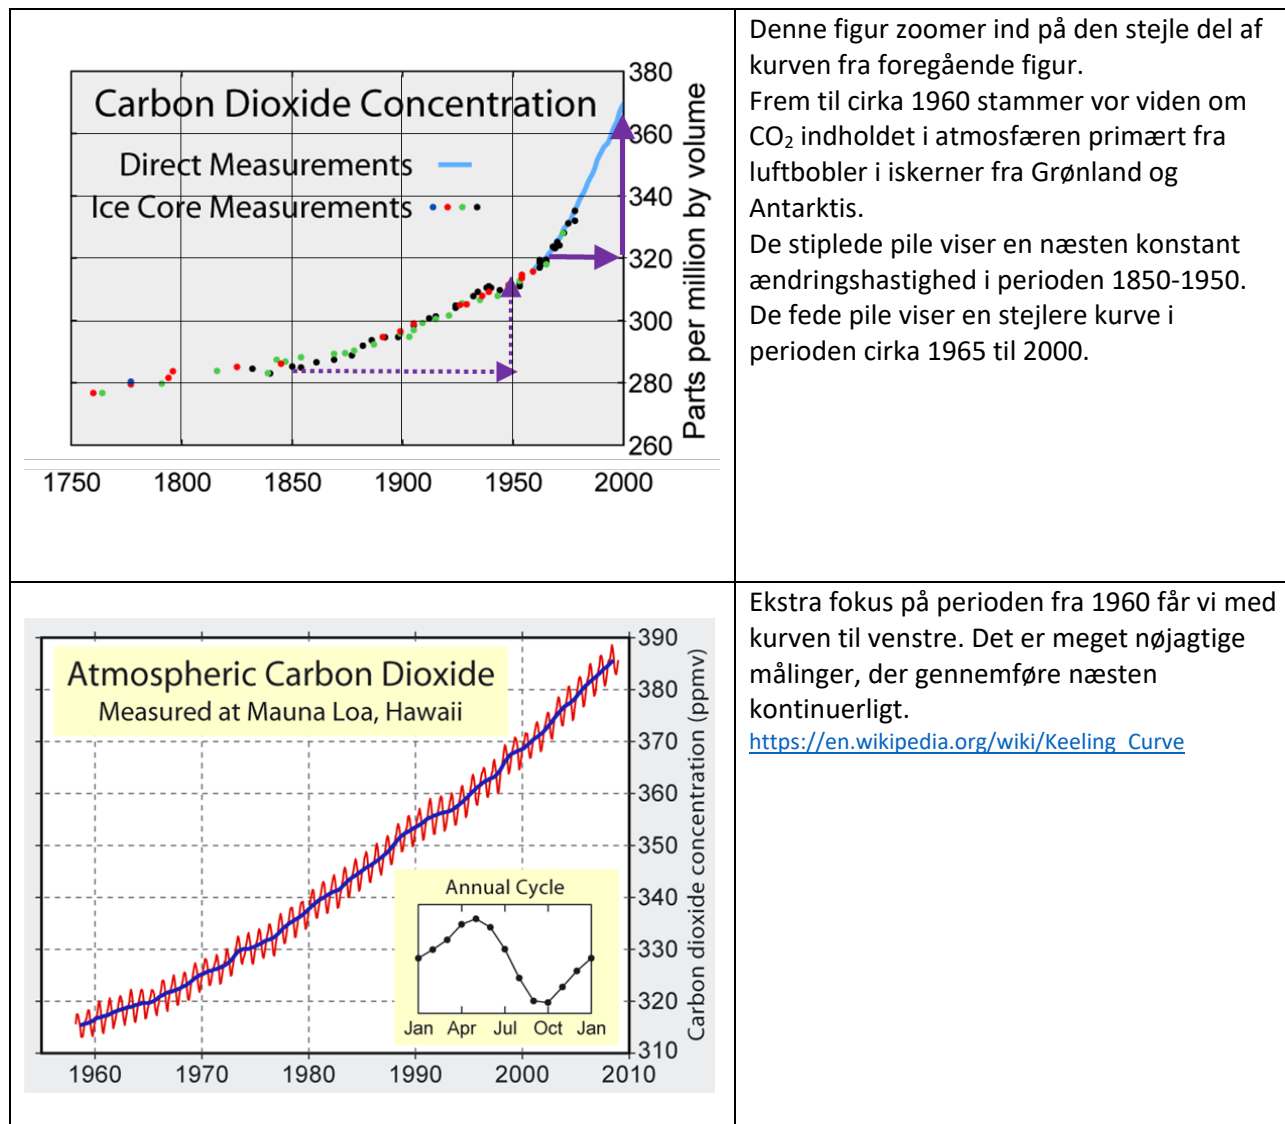 Carbon Dioxide Concentration
Direct Measurements
Ice Core Measurements
380
360
340
320
300
280
260
Parts per million by volume
1750 1800 1850 1900 1950 2000
Denne figur zoomer ind på den stejle del af
kurven fra foregående figur.
Frem til cirka 1960 stammer vor viden om
CO₂ indholdet i atmosfæren primært fra
luftbobler i iskerner fra Grønland og
Antarktis.
De stiplede pile viser en næsten konstant
ændringshastighed i perioden 1850-1950.
De fede pile viser en stejlere kurve i
perioden cirka 1965 til 2000.
Atmospheric Carbon Dioxide
Measured at Mauna Loa, Hawaii
390
380
370
360
350
340
330
320
310
Carbon dioxide concentration (ppmv)
Annual Cycle
Jan Apr Jul Oct Jan
1960 1970 1980 1990 2000 2010
Ekstra fokus på perioden fra 1960 får vi med
kurven til venstre. Det er meget nøjagtige
målinger, der gennemføre næsten
kontinuerligt.
https://en.wikipedia.org/wiki/Keeling_Curve